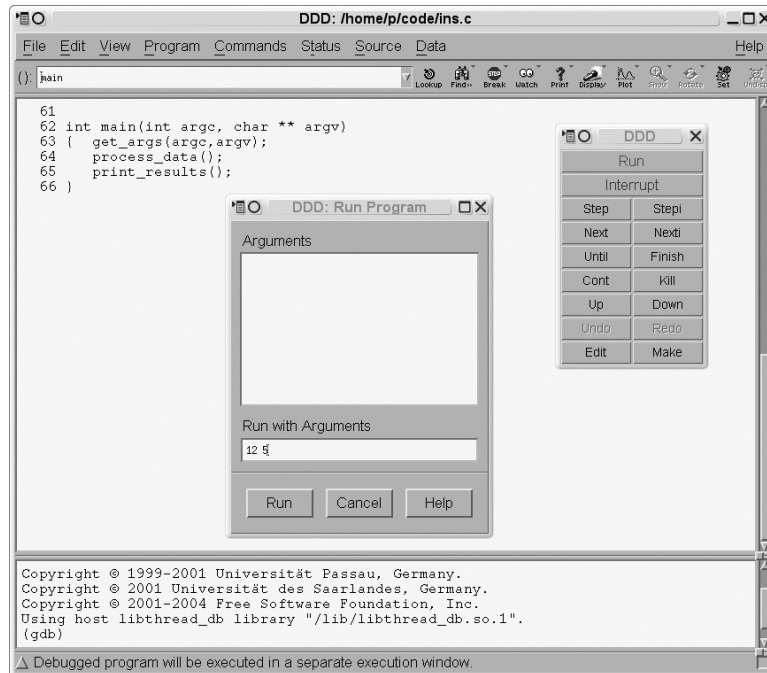 DDD: /home/p/code/ins.c
File Edit View Program Commands Status Source Data Help
(): main
Lookup Find>> Break Watch Print Display Plot Show Rotate Set Undisp
61
62 int main(int argc, char ** argv)
63 {  get_args(argc,argv);
64    process_data();
65    print_results();
66 }
DDD
Run
Interrupt
Step Stepi
Next Nexti
Until Finish
Cont Kill
Up Down
Undo Redo
Edit Make
DDD: Run Program
Arguments
Run with Arguments
12 5
Run Cancel Help
Copyright © 1999-2001 Universität Passau, Germany.
Copyright © 2001 Universität des Saarlandes, Germany.
Copyright © 2001-2004 Free Software Foundation, Inc.
Using host libthread_db library "/lib/libthread_db.so.1".
(gdb)
Debugged program will be executed in a separate execution window.